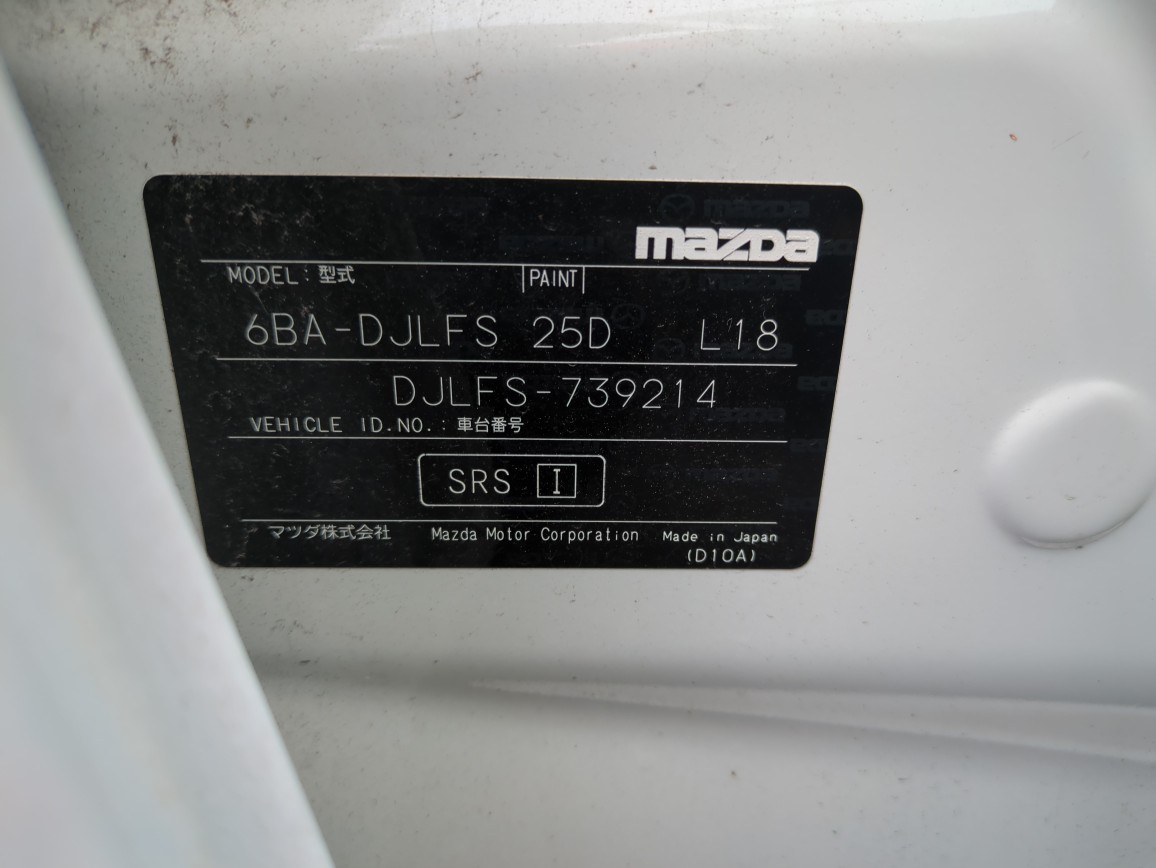 mazda
MODEL : 型式 PAINT
6BA-DJLFS 25D L18
DJLFS-739214
VEHICLE ID.NO. : 車台番号
SRS I
マツダ株式会社 Mazda Motor Corporation Made in Japan
(D10A)